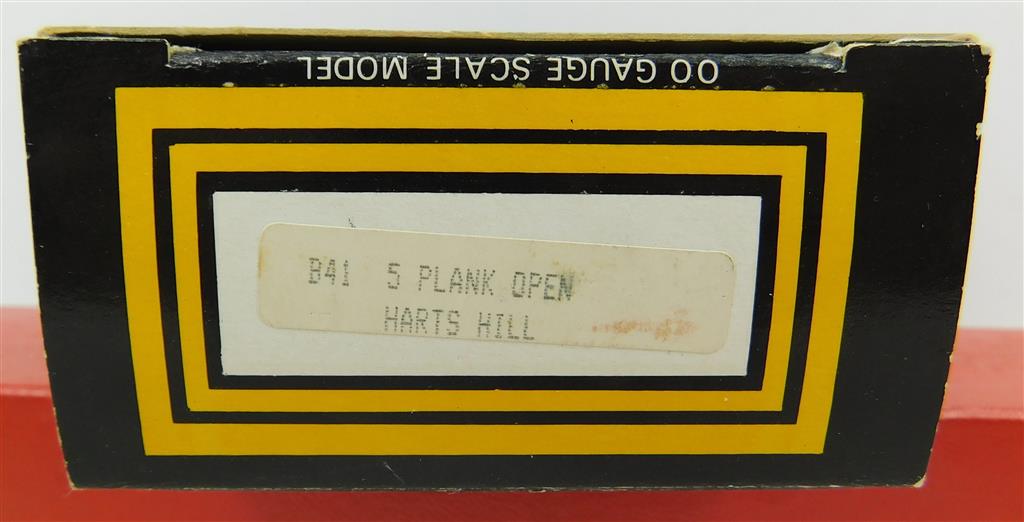 OO GAUGE SCALE MODEL
B41 5 PLANK OPEN
HARTS HILL